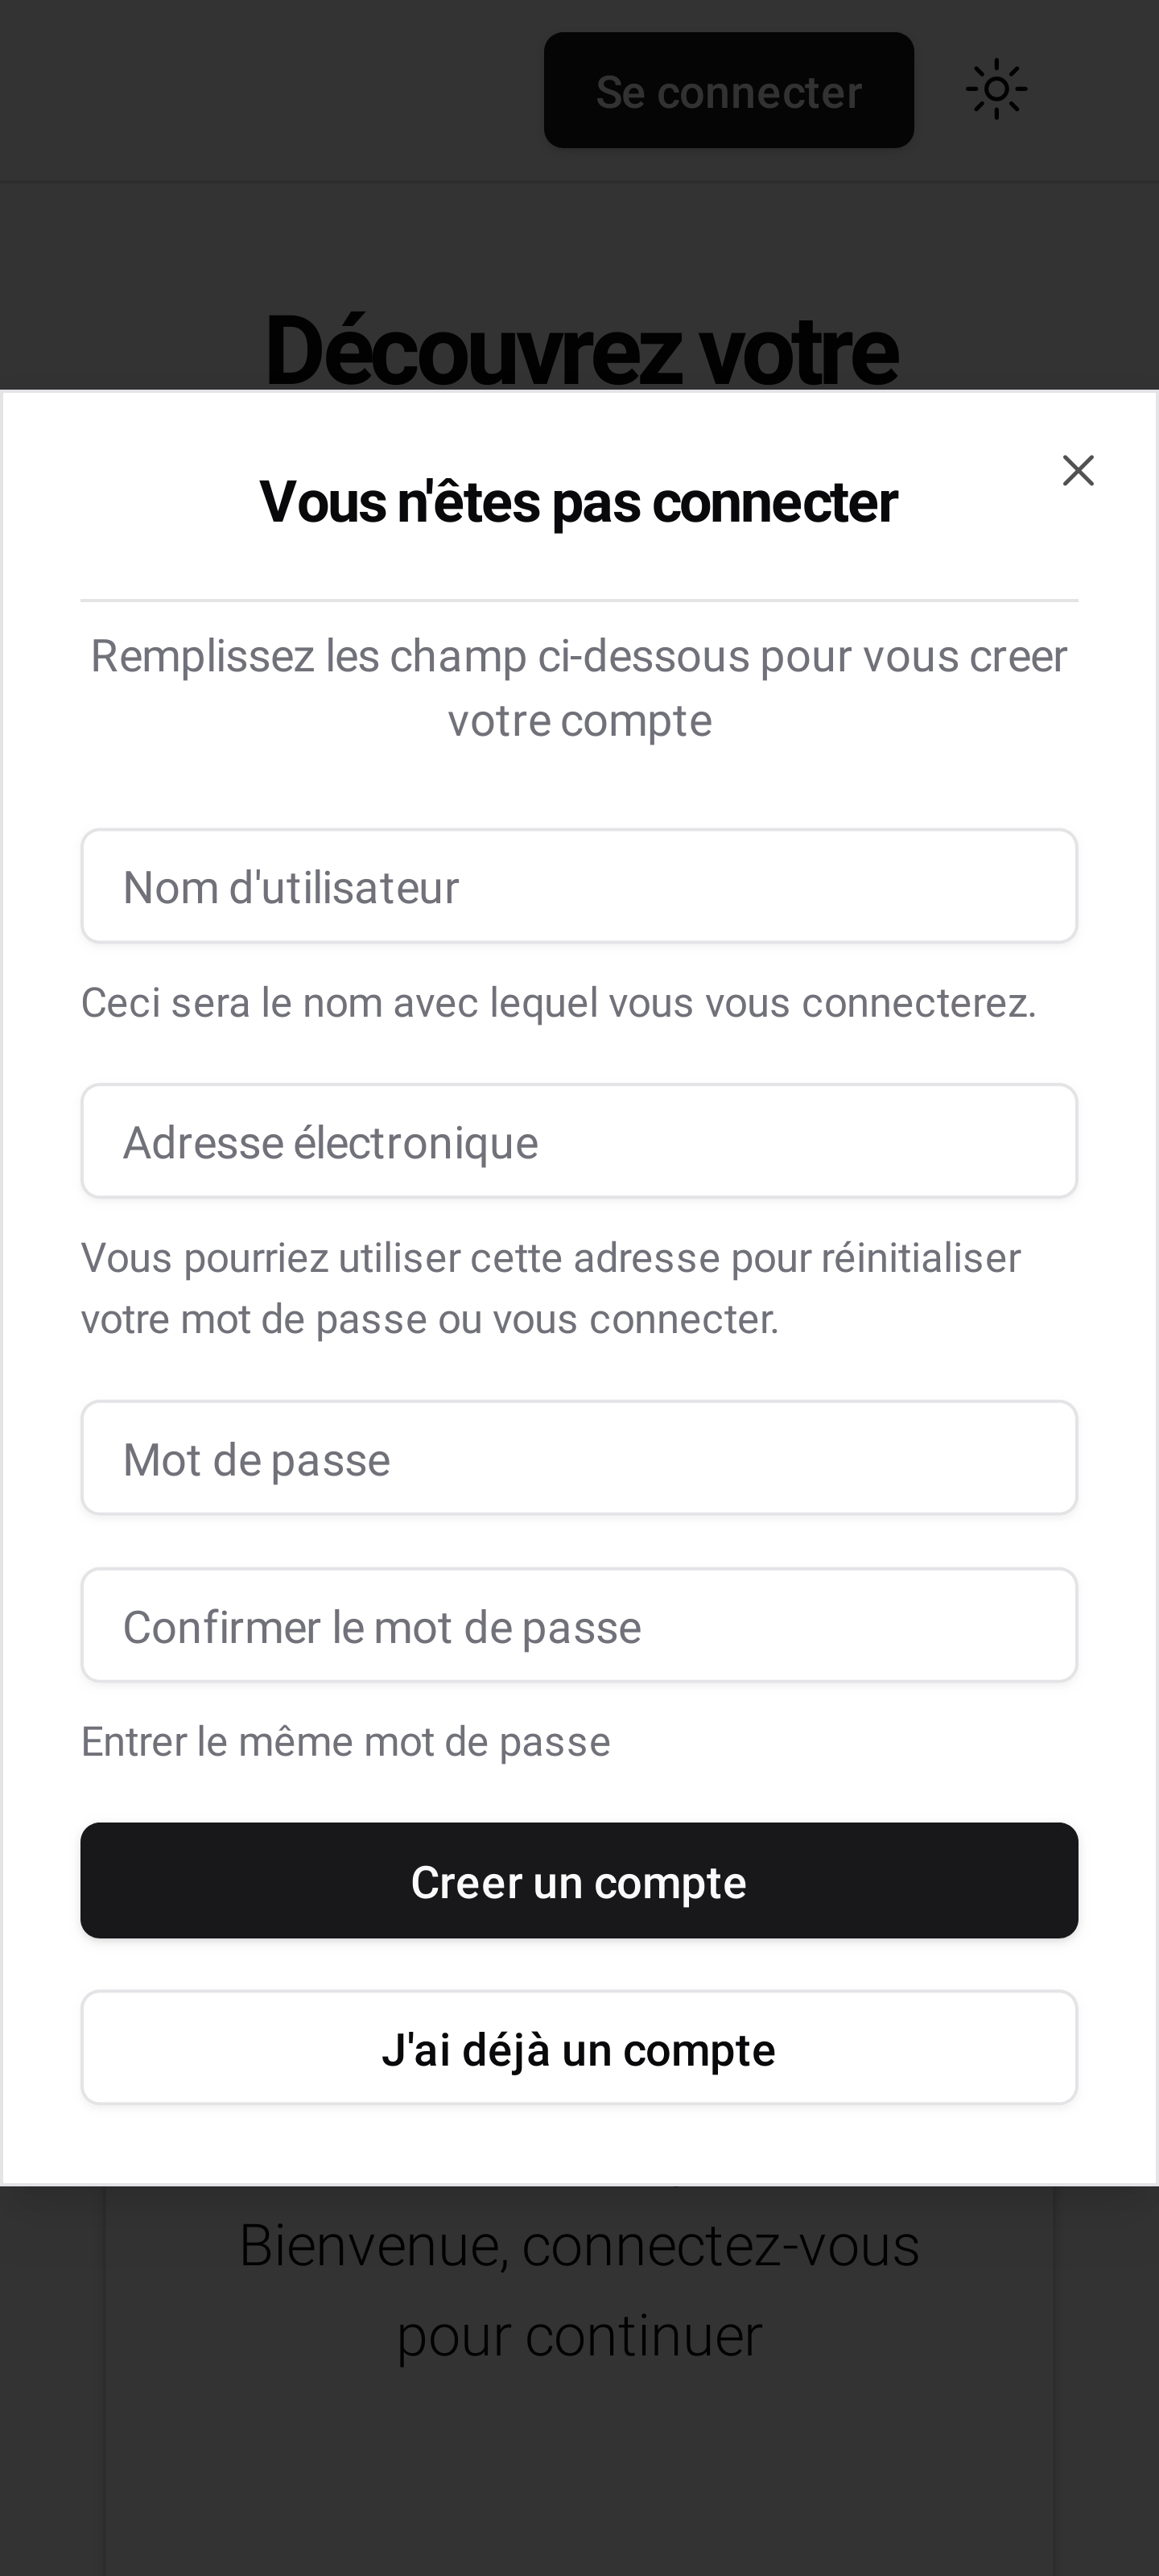 Se connecter
Découvrez votre
Vous n'êtes pas connecter
Remplissez les champ ci-dessous pour vous creer
votre compte
Nom d'utilisateur
Ceci sera le nom avec lequel vous vous connecterez.
Adresse électronique
Vous pourriez utiliser cette adresse pour réinitialiser
votre mot de passe ou vous connecter.
Mot de passe
Confirmer le mot de passe
Entrer le même mot de passe
Creer un compte
J'ai déjà un compte
Bienvenue, connectez-vous
pour continuer